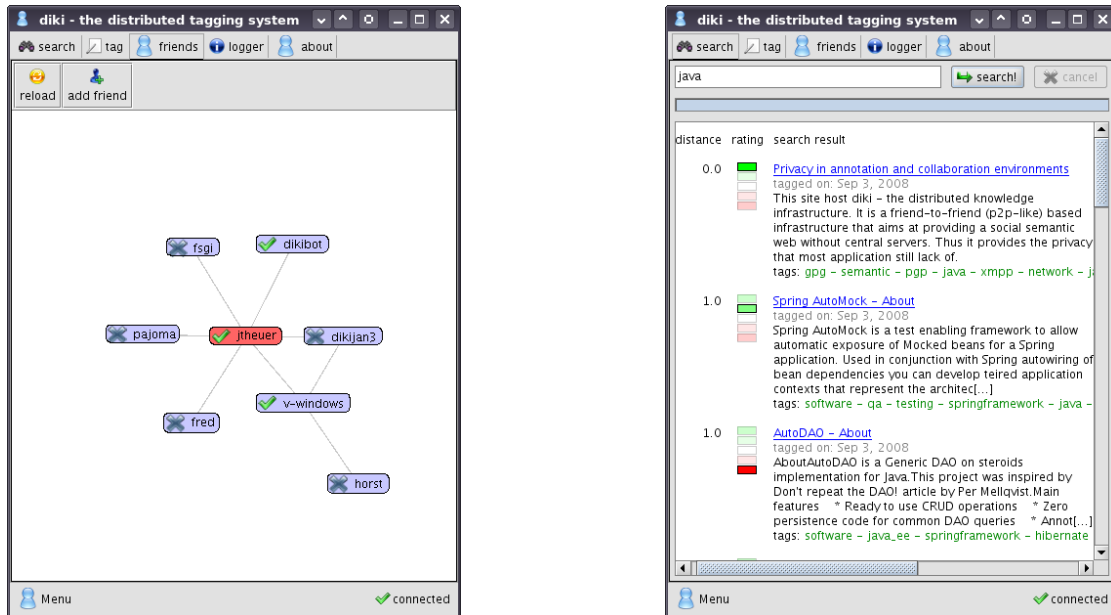 diki - the distributed tagging system
search tag friends logger about
reload add friend
fsgi dikibot
pajoma jtheuer dikijan3
v-windows
fred
horst
Menu connected
diki - the distributed tagging system
search tag friends logger about
java search! cancel
distance rating search result
0.0 Privacy in annotation and collaboration environments
tagged on: Sep 3, 2008
This site host diki - the distributed knowledge
infrastructure. It is a friend-to-friend (p2p-like) based
infrastructure that aims at providing a social semantic
web without central servers. Thus it provides the privacy
that most application still lack of.
tags: gpg - semantic - pgp - java - xmpp - network - j
1.0 Spring AutoMock - About
tagged on: Sep 3, 2008
Spring AutoMock is a test enabling framework to allow
automatic exposure of Mocked beans for a Spring
application. Used in conjunction with Spring autowiring of
bean dependencies you can develop teired application
contexts that represent the architec[...]
tags: software - qa - testing - springframework - java -
1.0 AutoDAO - About
tagged on: Sep 3, 2008
AboutAutoDAO is a Generic DAO on steroids
implementation for Java.This project was inspired by
Don't repeat the DAO! article by Per Mellqvist.Main
features * Ready to use CRUD operations * Zero
persistence code for common DAO queries * Annot[...]
tags: software - java_ee - springframework - hibernate
Menu connected